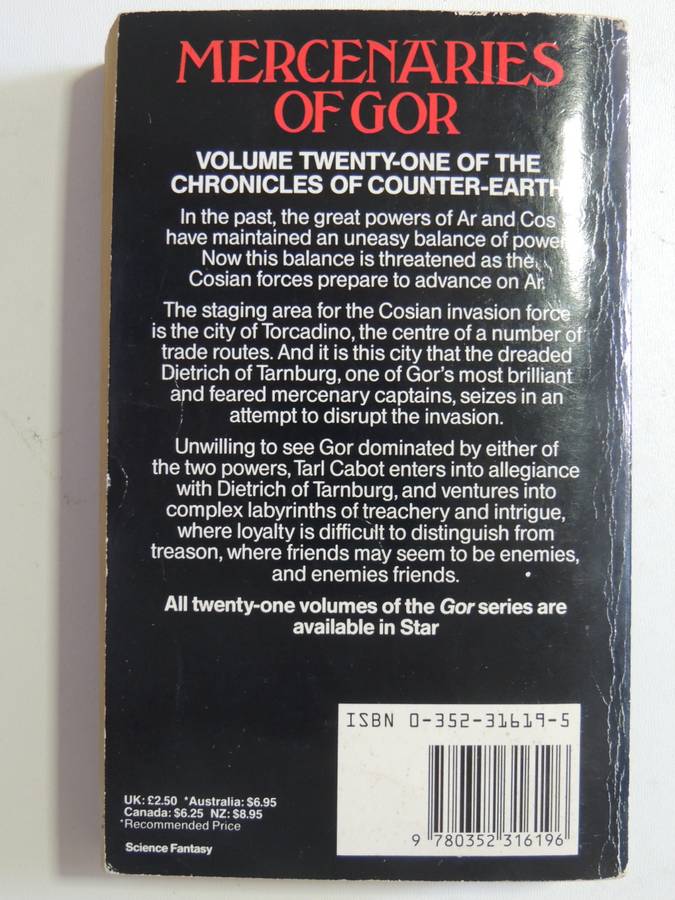 MERCENARIES
OF GOR
VOLUME TWENTY-ONE OF THE
CHRONICLES OF COUNTER-EARTH
In the past, the great powers of Ar and Cos
have maintained an uneasy balance of power
Now this balance is threatened as the
Cosian forces prepare to advance on Ar.
The staging area for the Cosian invasion force
is the city of Torcadino, the centre of a number of
trade routes. And it is this city that the dreaded
Dietrich of Tarnburg, one of Gor's most brilliant
and feared mercenary captains, seizes in an
attempt to disrupt the invasion.
Unwilling to see Gor dominated by either of
the two powers, Tarl Cabot enters into allegiance
with Dietrich of Tarnburg, and ventures into
complex labyrinths of treachery and intrigue,
where loyalty is difficult to distinguish from
treason, where friends may seem to be enemies,
and enemies friends.
All twenty-one volumes of the Gor series are
available in Star
ISBN 0-352-31619-5
9 780352 316196
UK: £2.50 *Australia: $6.95
Canada: $6.25 NZ: $8.95
*Recommended Price
Science Fantasy